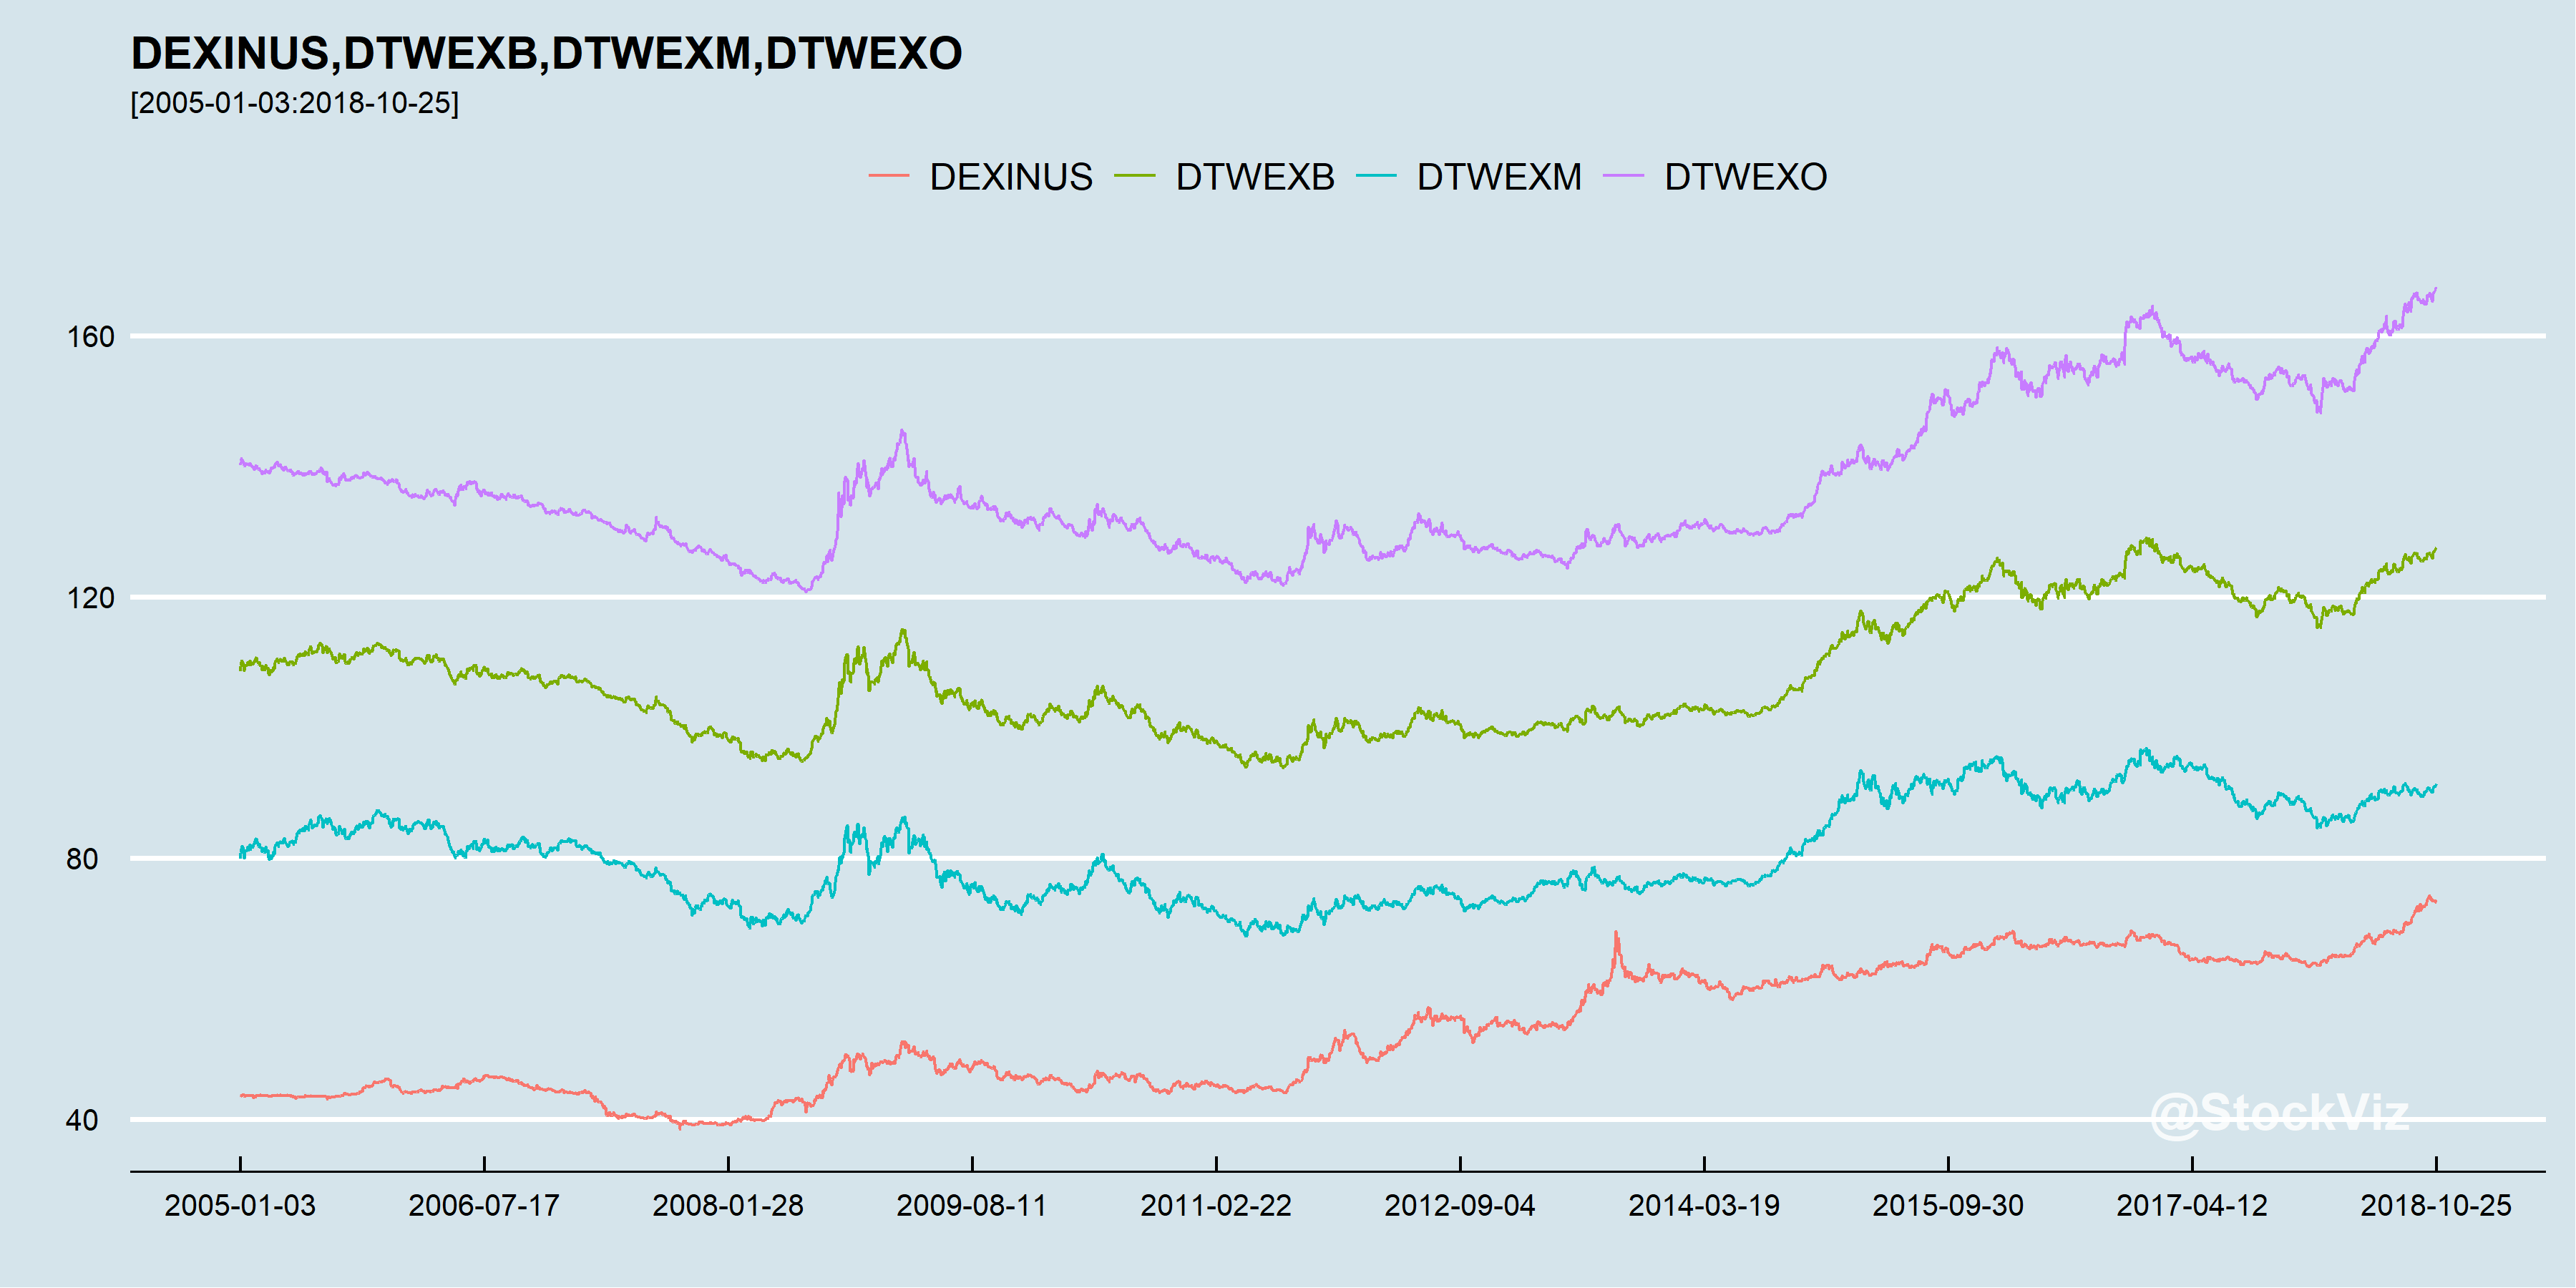 DEXINUS,DTWEXB,DTWEXM,DTWEXO
[2005-01-03:2018-10-25]
DEXINUS DTWEXB DTWEXM DTWEXO
160
120
80
40
@StockViz
2005-01-03 2006-07-17 2008-01-28 2009-08-11 2011-02-22 2012-09-04 2014-03-19 2015-09-30 2017-04-12 2018-10-25